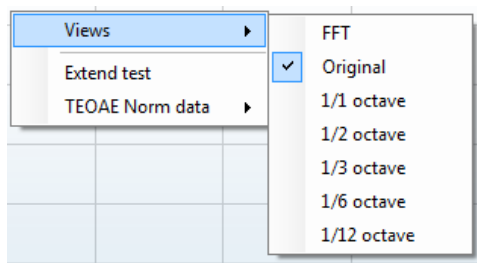 Views
Extend test
TEOAE Norm data
FFT
Original
1/1 octave
1/2 octave
1/3 octave
1/6 octave
1/12 octave